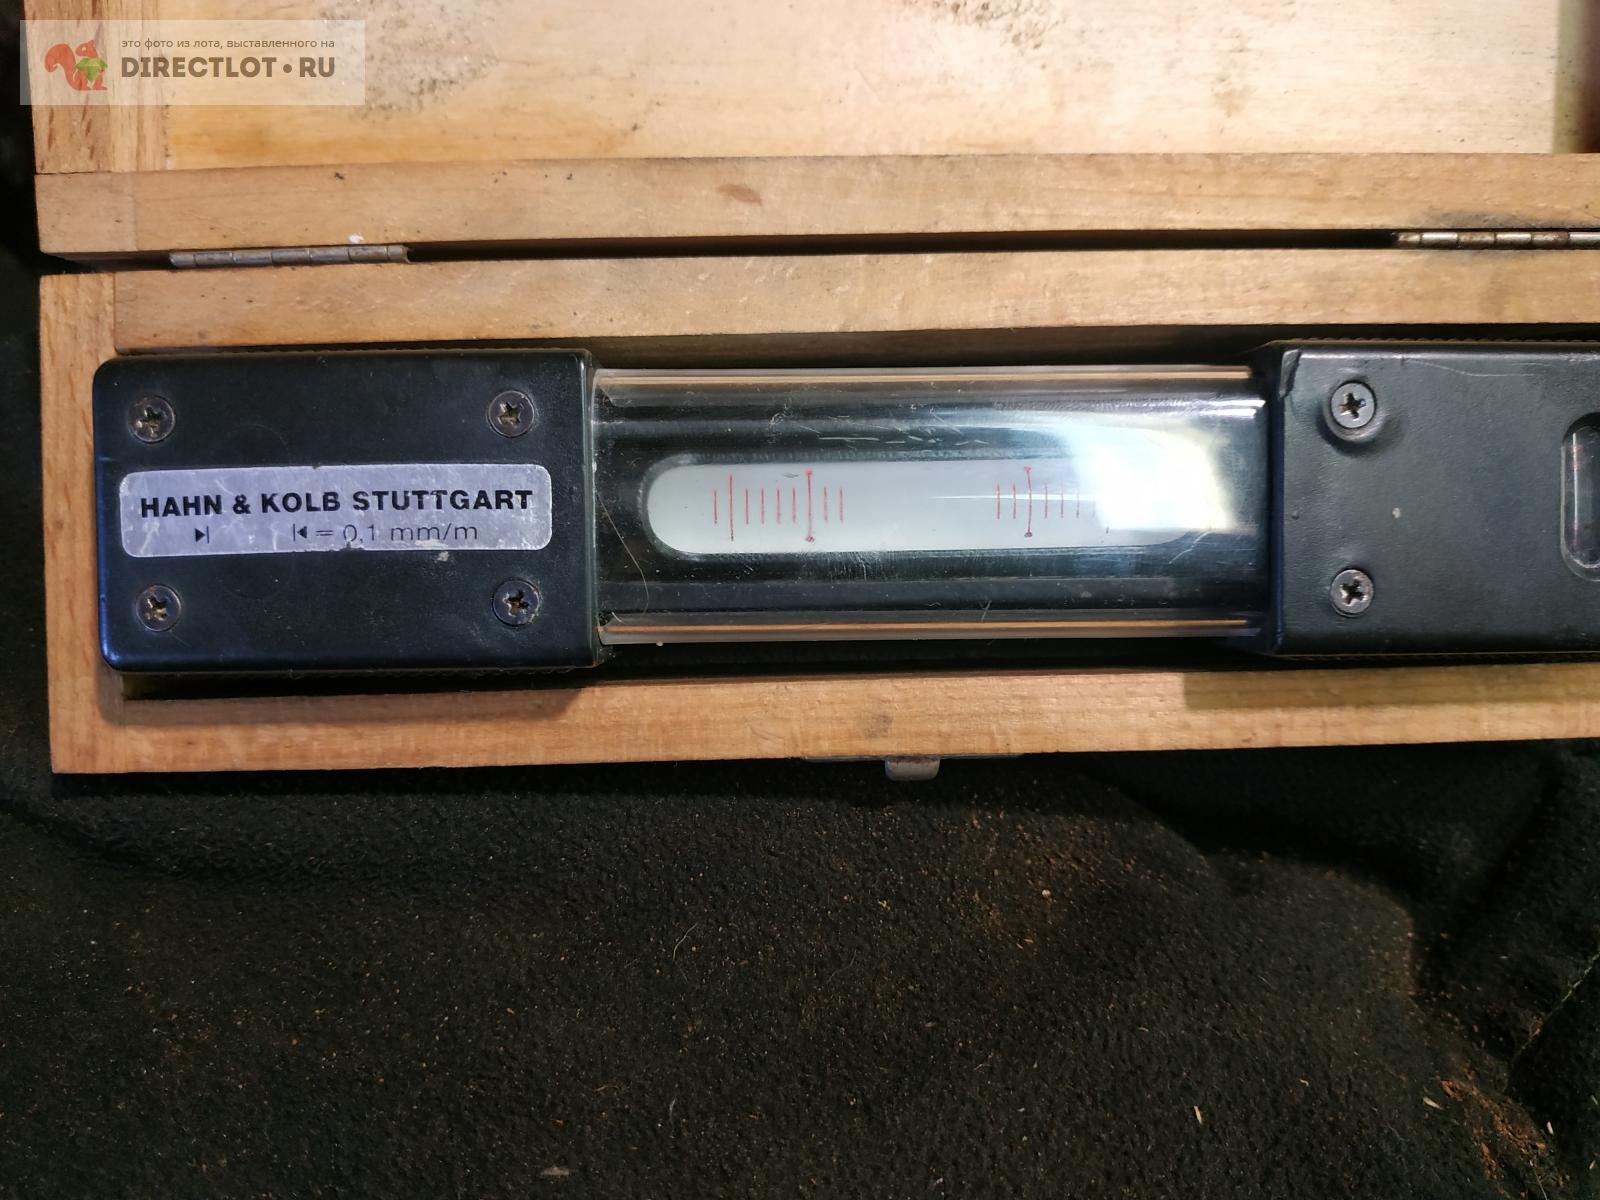 это фото из лота, выставленного на
DIRECTLOT•RU
HAHN & KOLB STUTTGART
= 0,1 mm/m